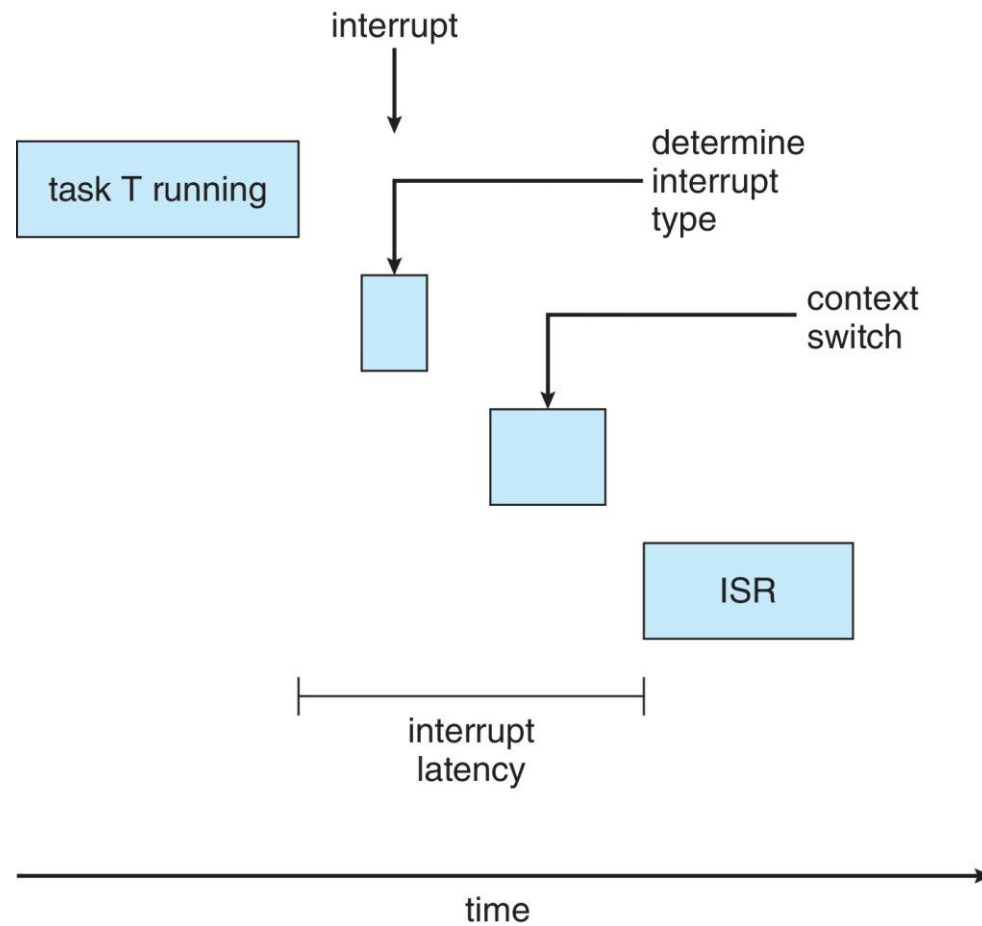 interrupt
task T running
determine
interrupt
type
context
switch
ISR
interrupt
latency
time